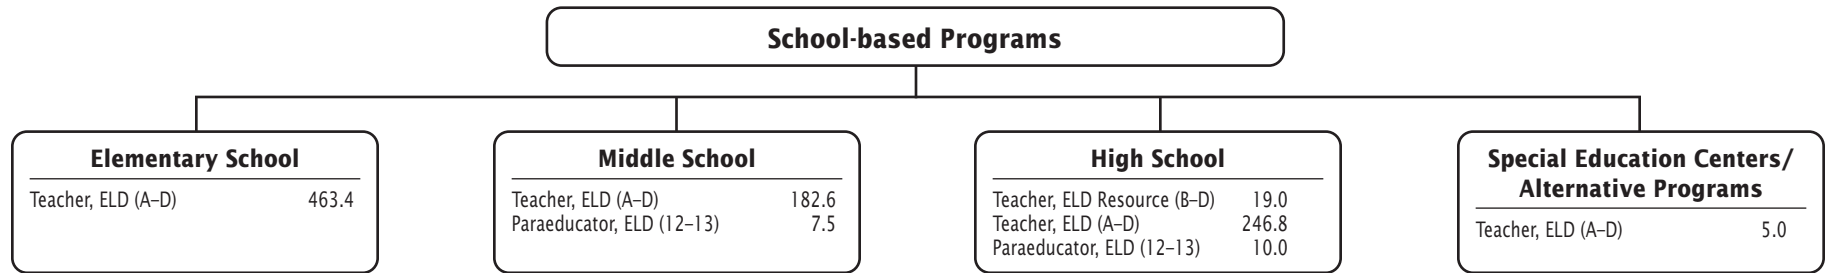 School-based Programs
Elementary School
Teacher, ELD (A–D) 463.4
Middle School
Teacher, ELD (A–D) 182.6
Paraeducator, ELD (12–13) 7.5
High School
Teacher, ELD Resource (B–D) 19.0
Teacher, ELD (A–D) 246.8
Paraeducator, ELD (12–13) 10.0
Special Education Centers/
Alternative Programs
Teacher, ELD (A–D) 5.0